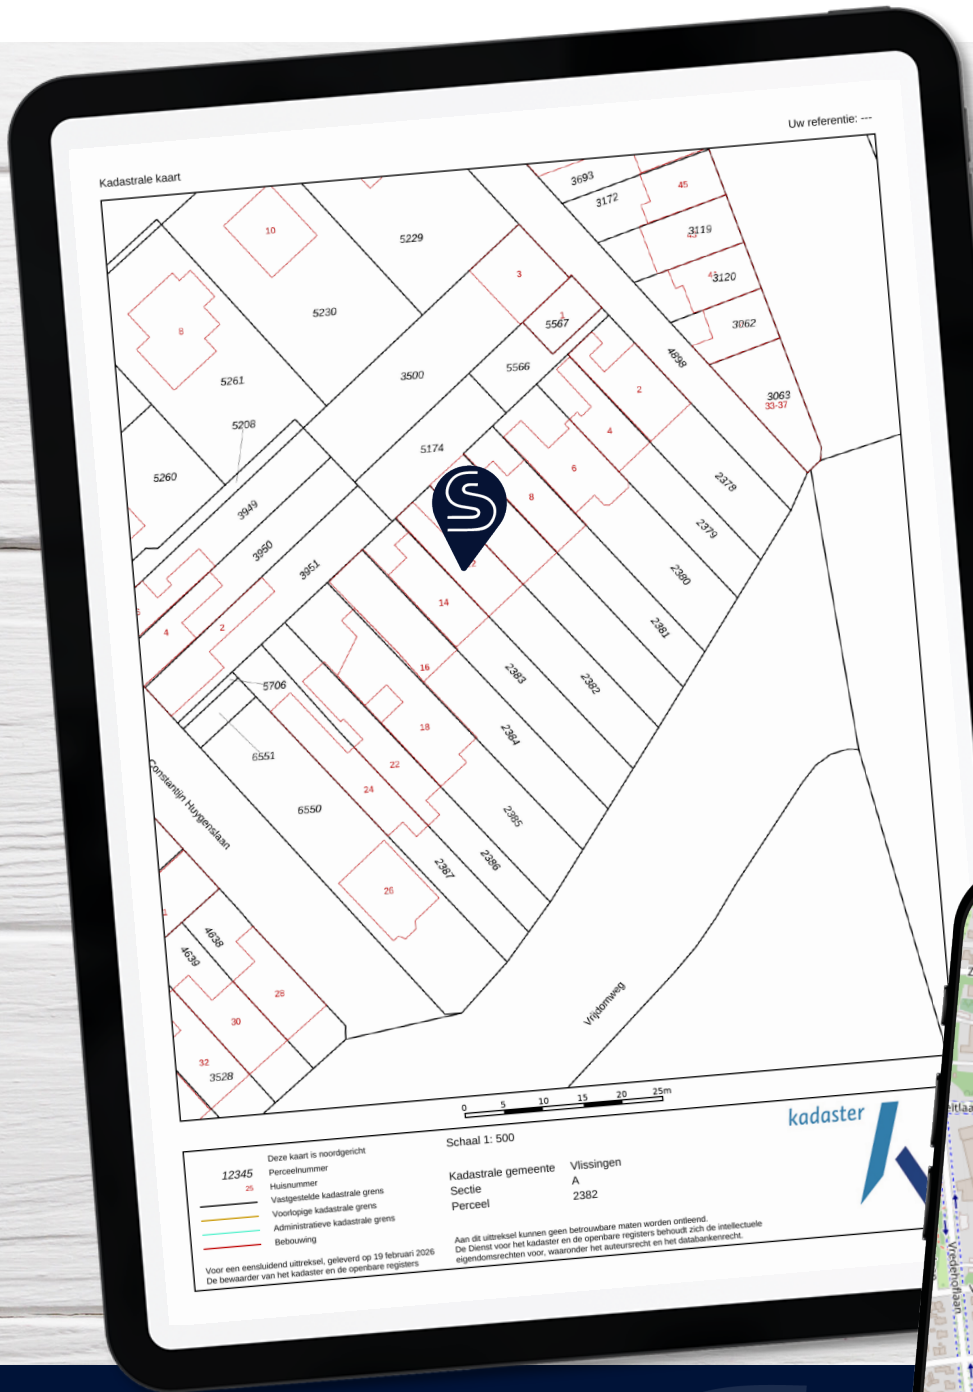 Uw referentie: ---
Kadastrale kaart
3693
3172
45
10
5229
3119
3
3120
5230
1
5567
3062
8
4898
5566
5261
3500
2
3063
33-37
5208
4
5174
5260
6
2378
8
3949
2379
3950
3951
2380
14
4
2
2381
16
2383
2382
5706
18
2384
6551
22
24
6550
2385
Constantijn Huygenslaan
2386
2387
26
4638
4639
28
Vrijdomweg
30
32
3528
0 5 10 15 20 25m
Schaal 1: 500
kadaster
Deze kaart is noordgericht
12345 Perceelnummer
25 Huisnummer
Vastgestelde kadastrale grens
Voorlopige kadastrale grens
Administratieve kadastrale grens
Bebouwing
Kadastrale gemeente Vlissingen
Sectie A
Perceel 2382
Voor een eensluidend uittreksel, geleverd op 19 februari 2026
De bewaarder van het kadaster en de openbare registers
Aan dit uittreksel kunnen geen betrouwbare maten worden ontleend.
De Dienst voor het kadaster en de openbare registers behoudt zich de intellectuele
eigendomsrechten voor, waaronder het auteursrecht en het databankenrecht.
Vredehoflaan